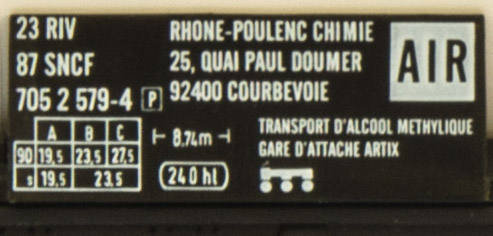 23 RIV
87 SNCF
705 2 579-4 P
RHONE-POULENC CHIMIE
25, QUAI PAUL DOUMER
92400 COURBEVOIE
AIR
A B C
90 19,5 23,5 27,5
s 19,5 23,5
8,74m
240 hl
TRANSPORT D'ALCOOL METHYLIQUE
GARE D'ATTACHE ARTIX